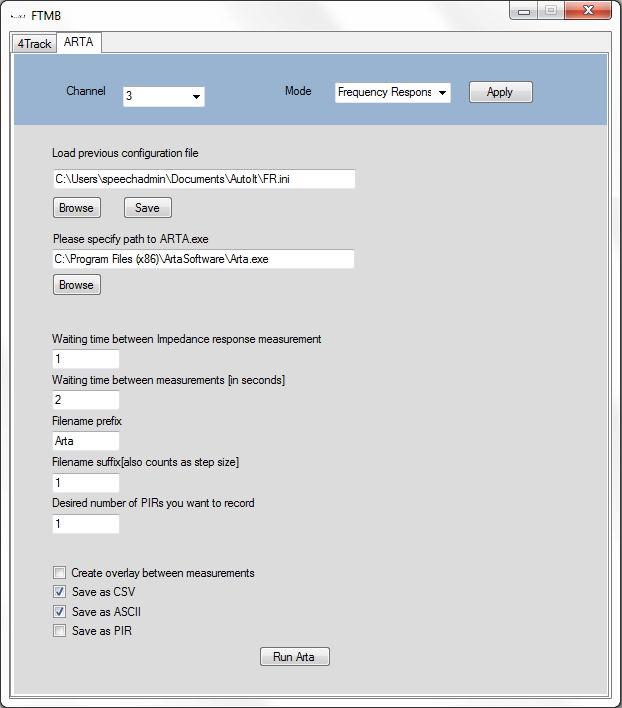 FTMB
4Track ARTA
Channel 3 Mode Frequency Respons Apply
Load previous configuration file
C:\Users\speechadmin\Documents\AutoIt\FR.ini
Browse Save
Please specify path to ARTA.exe
C:\Program Files (x86)\ArtaSoftware\Arta.exe
Browse
Waiting time between Impedance response measurement
1
Waiting time between measurements [in seconds]
2
Filename prefix
Arta
Filename suffix[also counts as step size]
1
Desired number of PIRs you want to record
1
Create overlay between measurements
Save as CSV
Save as ASCII
Save as PIR
Run Arta